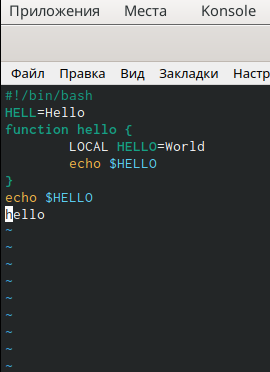 Приложения Места Konsole
Файл Правка Вид Закладки Настр
#!/bin/bash
HELL=Hello
function hello {
        LOCAL HELLO=World
        echo $HELLO
}
echo $HELLO
hello
~
~
~
~
~
~
~
~
~